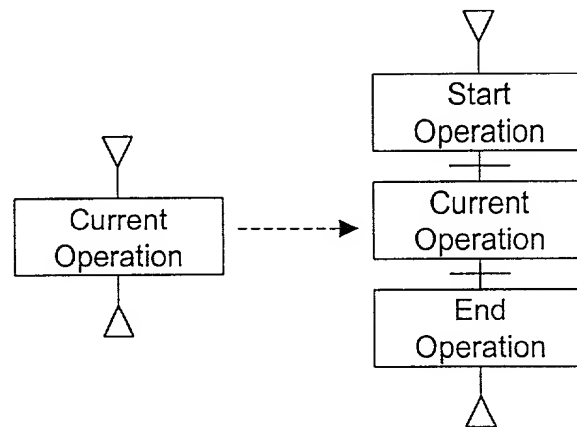 Current
Operation
Start
Operation
Current
Operation
End
Operation